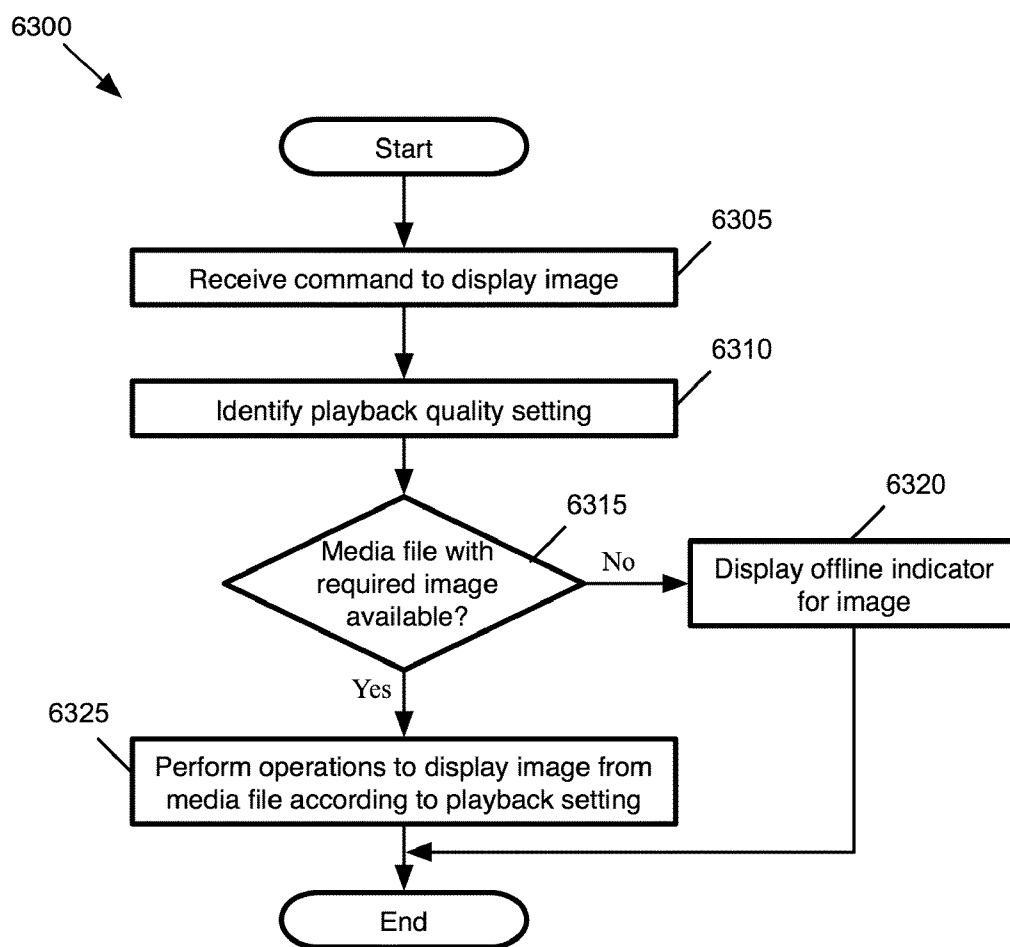 6300
Start
6305
Receive command to display image
6310
Identify playback quality setting
6315
Media file with
required image
available?
No
6320
Display offline indicator
for image
Yes
6325
Perform operations to display image from
media file according to playback setting
End